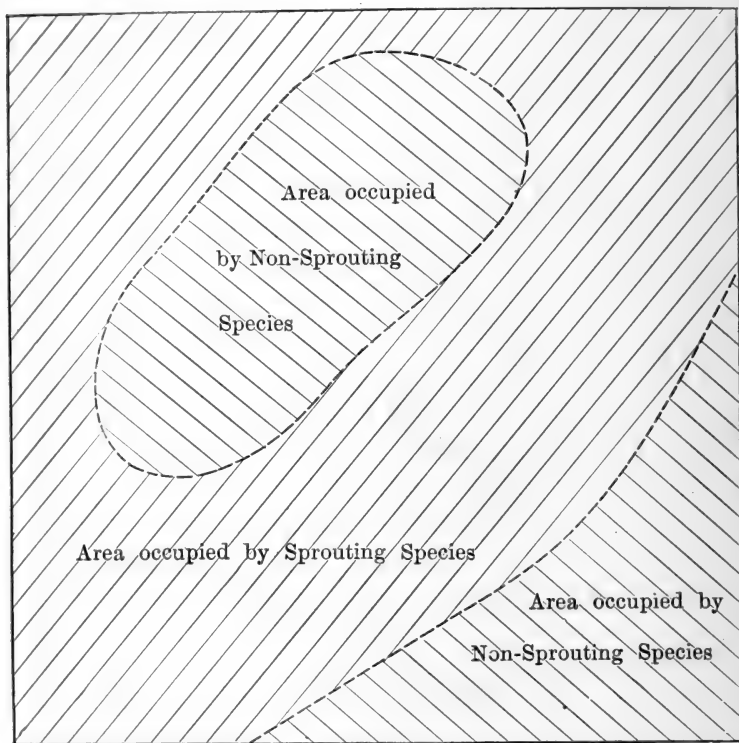 Area occupied
by Non-Sprouting
Species
Area occupied by Sprouting Species
Area occupied by
Non-Sprouting Species